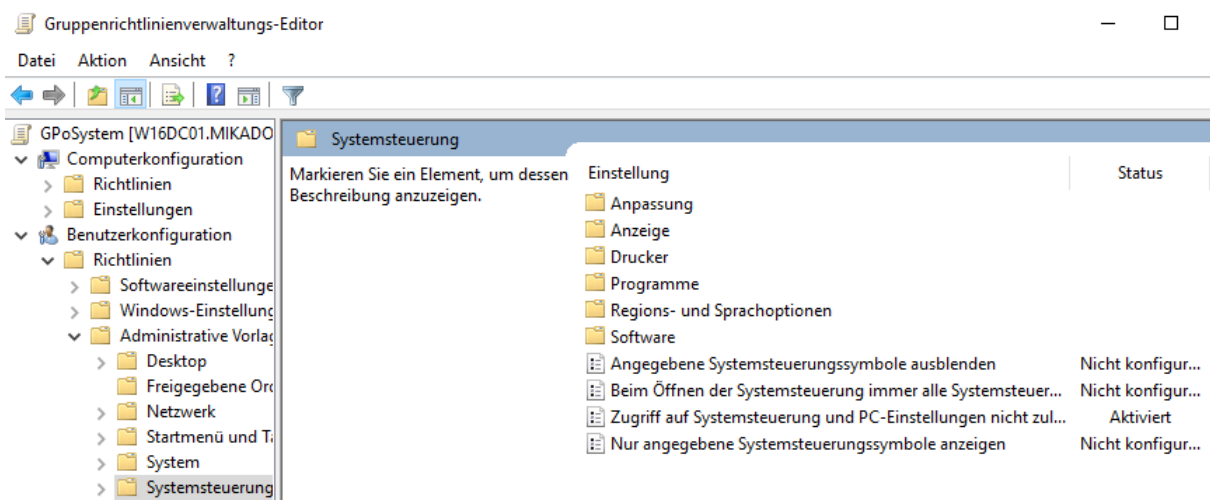 Gruppenrichtlinienverwaltungs-Editor
Datei Aktion Ansicht ?
GPoSystem [W16DC01.MIKADO
Computerkonfiguration
Richtlinien
Einstellungen
Benutzerkonfiguration
Richtlinien
Softwareeinstellunge
Windows-Einstellung
Administrative Vorlag
Desktop
Freigegebene Ord
Netzwerk
Startmenü und Ta
System
Systemsteuerung
Systemsteuerung
Markieren Sie ein Element, um dessen
Beschreibung anzuzeigen.
Einstellung Status
Anpassung
Anzeige
Drucker
Programme
Regions- und Sprachoptionen
Software
Angegebene Systemsteuerungssymbole ausblenden Nicht konfigur...
Beim Öffnen der Systemsteuerung immer alle Systemsteuer... Nicht konfigur...
Zugriff auf Systemsteuerung und PC-Einstellungen nicht zul... Aktiviert
Nur angegebene Systemsteuerungssymbole anzeigen Nicht konfigur...